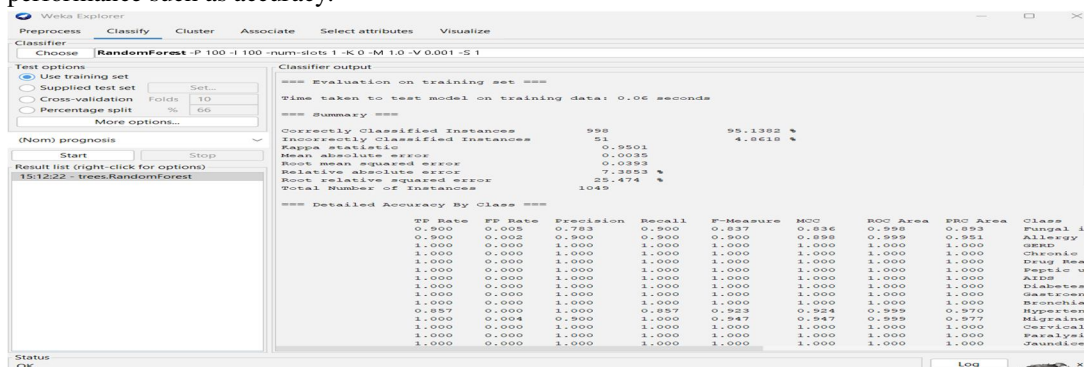 performance such as accuracy.
Weka Explorer
Preprocess Classify Cluster Associate Select attributes Visualize
Classifier
Choose RandomForest -P 100 -I 100 -num-slots 1 -K 0 -M 1.0 -V 0.001 -S 1
Test options
Use training set
Supplied test set Set...
Cross-validation Folds 10
Percentage split % 66
More options...
(Nom) prognosis
Start Stop
Result list (right-click for options)
15:12:22 - trees.RandomForest
Classifier output
=== Evaluation on training set ===
Time taken to test model on training data: 0.06 seconds
=== Summary ===
Correctly Classified Instances 998 95.1382 %
Incorrectly Classified Instances 51 4.8618 %
Kappa statistic 0.9501
Mean absolute error 0.0035
Root mean squared error 0.0393
Relative absolute error 7.3853 %
Root relative squared error 25.474 %
Total Number of Instances 1049
=== Detailed Accuracy By Class ===
TP Rate FP Rate Precision Recall F-Measure MCC ROC Area PRC Area Class
0.900 0.005 0.783 0.900 0.837 0.836 0.998 0.893 Fungal i
0.900 0.002 0.900 0.900 0.900 0.898 0.999 0.951 Allergy
1.000 0.000 1.000 1.000 1.000 1.000 1.000 1.000 GERD
1.000 0.000 1.000 1.000 1.000 1.000 1.000 1.000 Chronic
1.000 0.000 1.000 1.000 1.000 1.000 1.000 1.000 Drug Rea
1.000 0.000 1.000 1.000 1.000 1.000 1.000 1.000 Peptic u
1.000 0.000 1.000 1.000 1.000 1.000 1.000 1.000 AIDS
1.000 0.000 1.000 1.000 1.000 1.000 1.000 1.000 Diabetes
1.000 0.000 1.000 1.000 1.000 1.000 1.000 1.000 Gastroen
1.000 0.000 1.000 1.000 1.000 1.000 1.000 1.000 Bronchia
0.857 0.000 1.000 0.857 0.923 0.924 0.999 0.970 Hyperten
1.000 0.004 0.900 1.000 0.947 0.947 0.999 0.977 Migraine
1.000 0.000 1.000 1.000 1.000 1.000 1.000 1.000 Cervical
1.000 0.000 1.000 1.000 1.000 1.000 1.000 1.000 Paralysi
1.000 0.000 1.000 1.000 1.000 1.000 1.000 1.000 Jaundice
Status
OK
Log
x